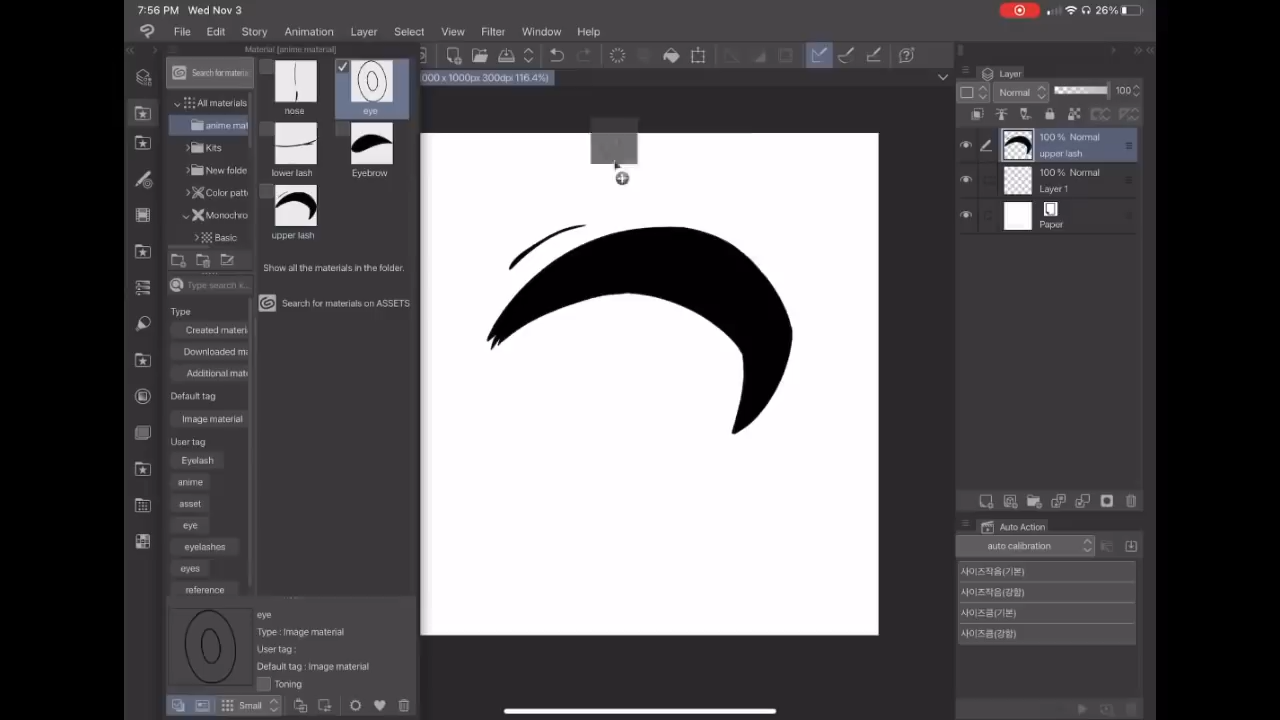 7:56 PM Wed Nov 3
26%
File Edit Story Animation Layer Select View Filter Window Help
Material [anime material]
Search for materia
All materials
anime mat
Kits
New folde
Color patt
Monochro
Basic
nose
eye
lower lash
Eyebrow
upper lash
Show all the materials in the folder.
Search for materials on ASSETS
Type search k...
Type
Created materi
Downloaded ma
Additional mate
Default tag
Image material
User tag
Eyelash
anime
asset
eye
eyelashes
eyes
reference
eye
Type : Image material
User tag :
Default tag : Image material
Toning
Small
000 x 1000px 300dpi 116.4%)
Layer
Normal
100
100 % Normal
upper lash
100 % Normal
Layer 1
Paper
Auto Action
auto calibration
사이즈작음(기본)
사이즈작음(강함)
사이즈큼(기본)
사이즈큼(강함)